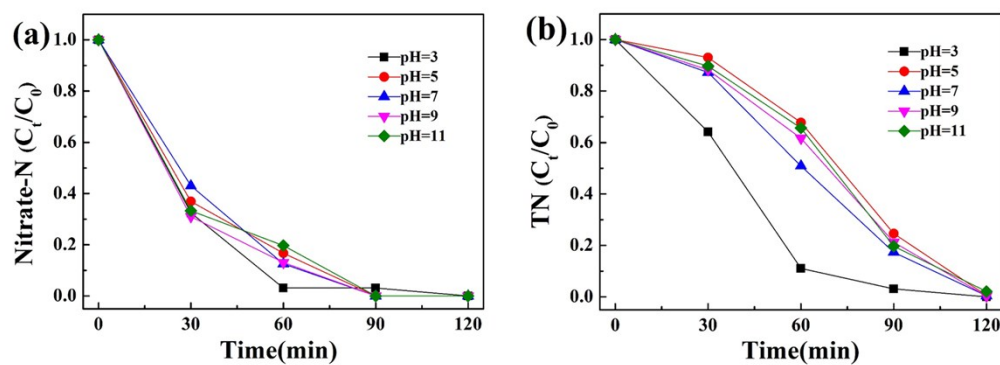 (a)
Nitrate-N (Ct/C0)
1.0
0.8
0.6
0.4
0.2
0.0
pH=3
pH=5
pH=7
pH=9
pH=11
0 30 60 90 120
Time(min)
(b)
TN (Ct/C0)
1.0
0.8
0.6
0.4
0.2
0.0
pH=3
pH=5
pH=7
pH=9
pH=11
0 30 60 90 120
Time(min)